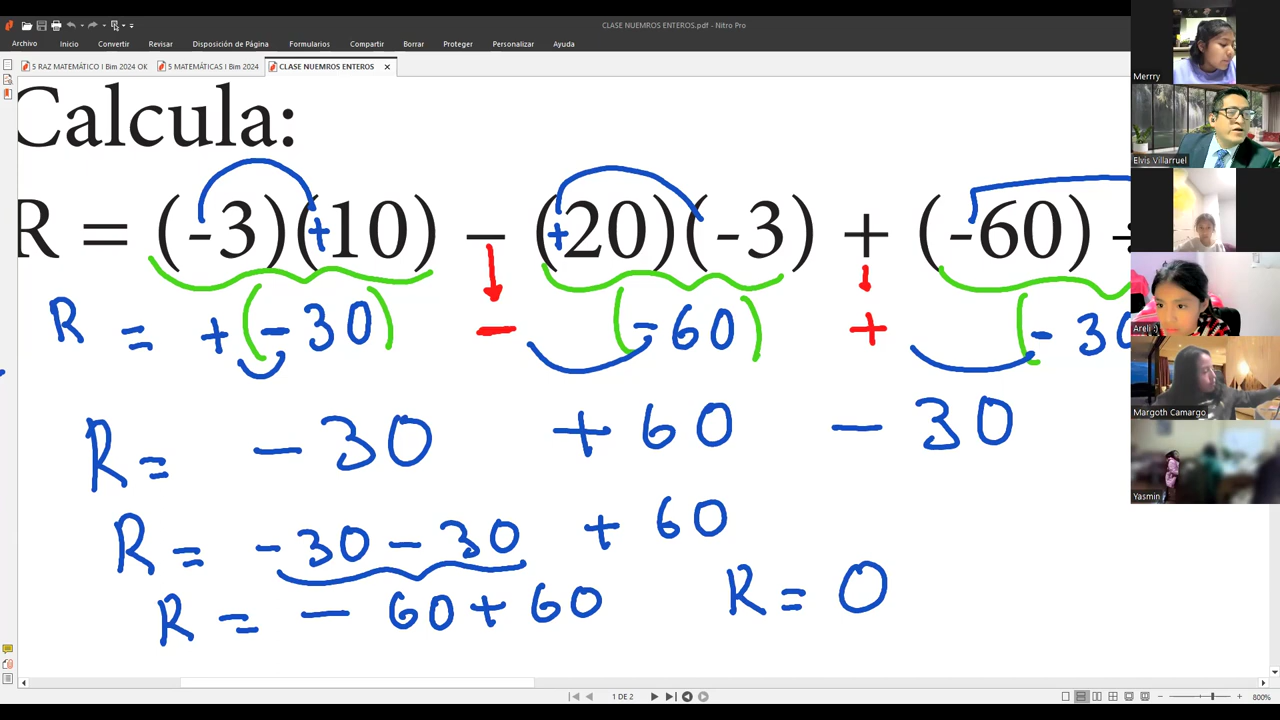 CLASE NUEMROS ENTEROS.pdf - Nitro Pro
Archivo Inicio Convertir Revisar Disposición de Página Formularios Compartir Borrar Proteger Personalizar Ayuda
5 RAZ MATEMÁTICO I Bim 2024 OK 5 MATEMÁTICAS I Bim 2024 CLASE NUEMROS ENTEROS ×
Calcula:
R = (-3)(+10) – (+20)(-3) + (-60) ÷
R = + (-30) - (-60) + (-30
R = - 30 + 60 - 30
R = - 30 - 30 + 60
R = - 60 + 60 R = 0
Merrry
Elvis Villarruel
Areli :)
Margoth Camargo
Yasmin
1 DE 2
800%